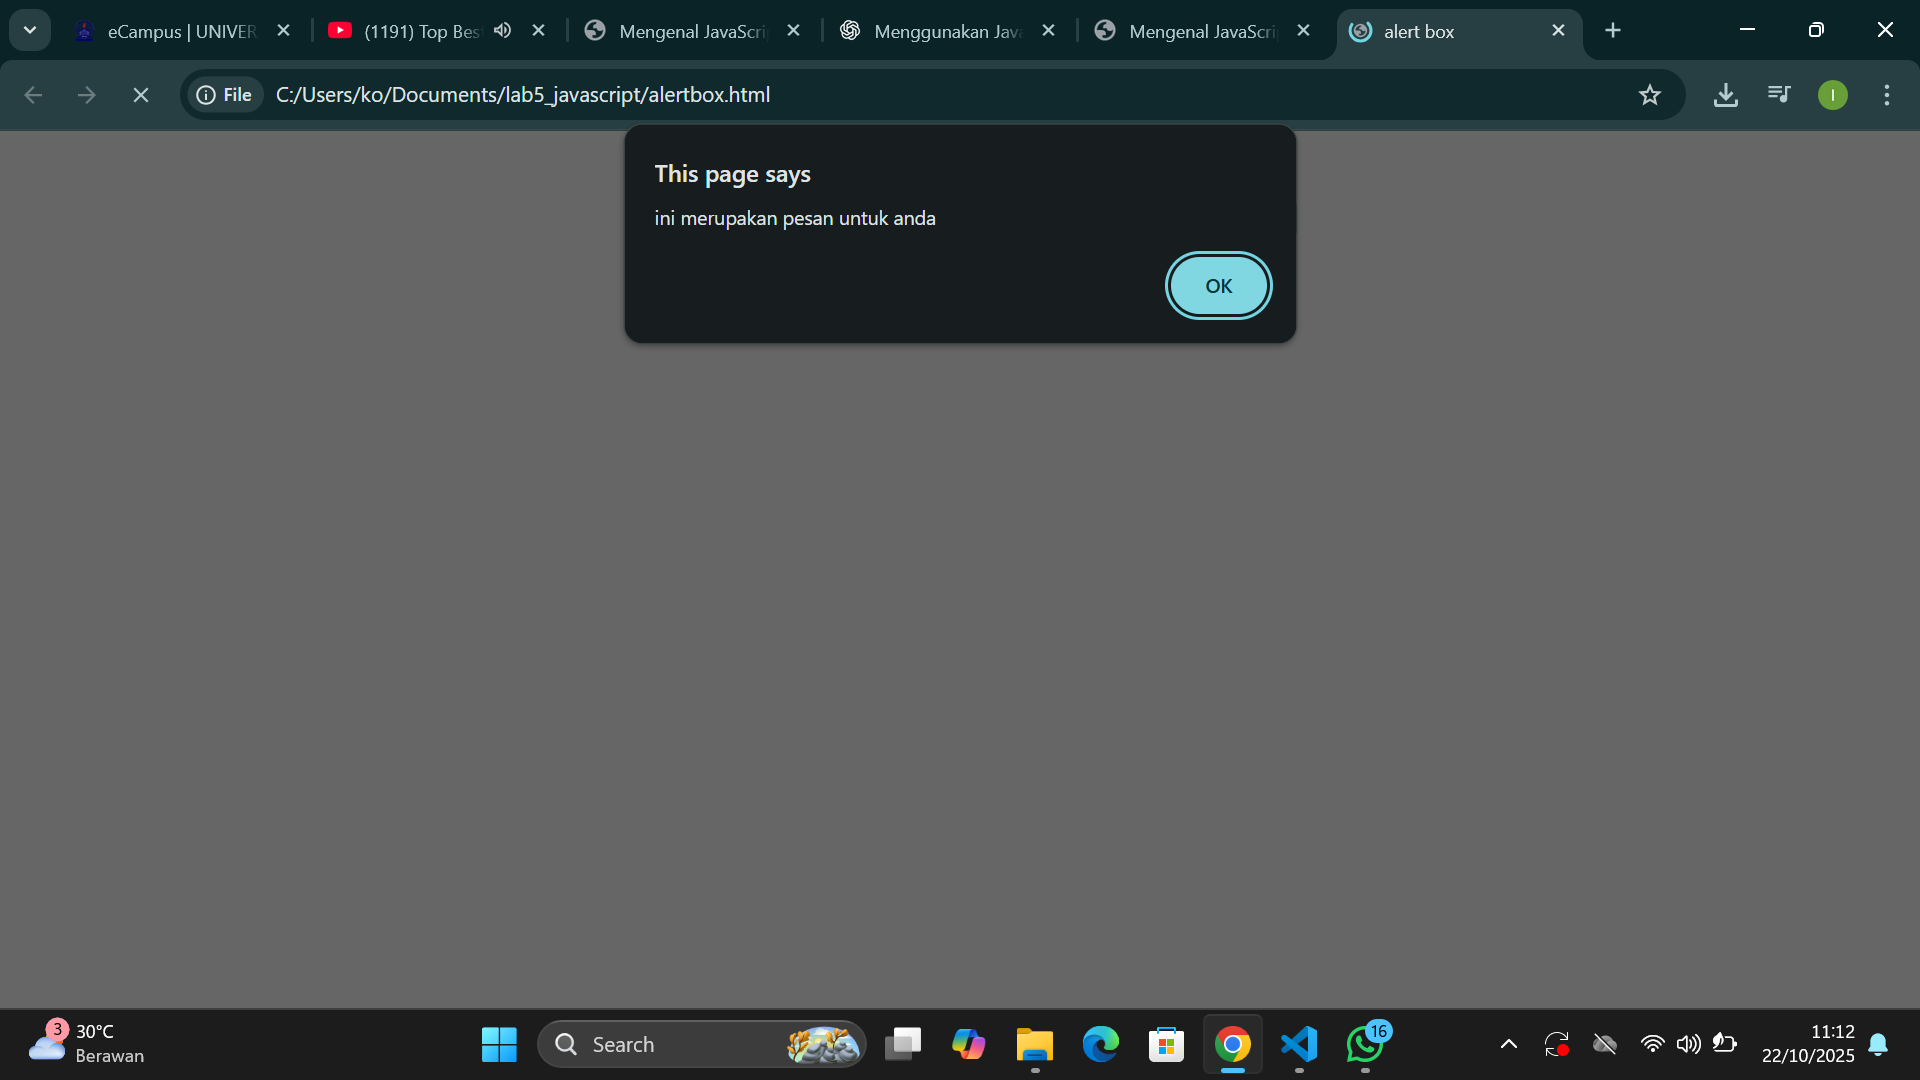 eCampus | UNIVER
(1191) Top Bes
Mengenal JavaScri
Menggunakan Java
Mengenal JavaScri
alert box
File
C:/Users/ko/Documents/lab5_javascript/alertbox.html
I
This page says
ini merupakan pesan untuk anda
OK
3
30°C
Berawan
Search
16
11:12
22/10/2025